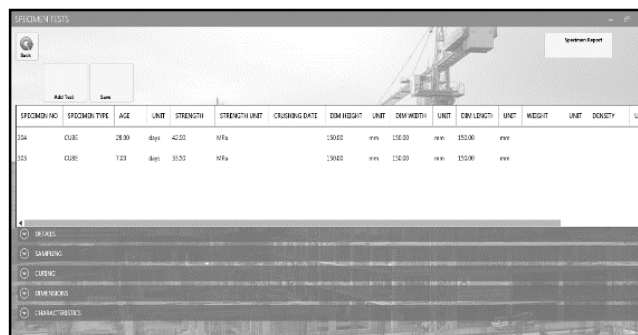 SPECIMEN TESTS
Back
Specimen Report
Add Test Save
SPECIMEN NO SPECIMEN TYPE AGE UNIT STRENGTH STRENGTH UNIT CRUSHING DATE DIM HEIGHT UNIT DIM WIDTH UNIT DIM LENGTH UNIT WEIGHT UNIT DENSITY U
304 CUBE 28.00 days 42.00 MPa 150.00 mm 150.00 mm 150.00 mm
303 CUBE 7.00 days 33.50 MPa 150.00 mm 150.00 mm 150.00 mm
DETAILS
SAMPLING
CURING
DIMENSIONS
CHARACTERISTICS